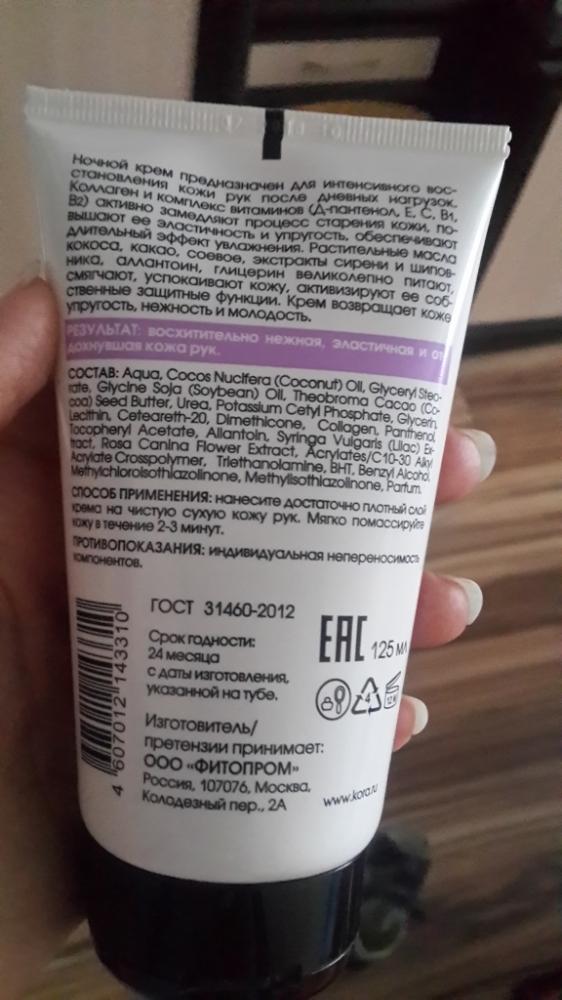 Ночной крем предназначен для интенсивного вос-
становления кожи рук после дневных нагрузок.
Коллаген и комплекс витаминов (Д-пантенол, Е, С, В1,
В2) активно замедляют процесс старения кожи, по-
вышают ее эластичность и упругость, обеспечивают
длительный эффект увлажнения. Растительные масла
кокоса, какао, соевое, экстракты сирени и шипов-
ника, аллантоин, глицерин великолепно питают,
смягчают, успокаивают кожу, активизируют ее соб-
ственные защитные функции. Крем возвращает коже
упругость, нежность и молодость.
РЕЗУЛЬТАТ: восхитительно нежная, эластичная и от-
дохнувшая кожа рук.
СОСТАВ: Aqua, Cocos Nucifera (Coconut) Oil, Glyceryl Stea-
rate, Glycine Soja (Soybean) Oil, Theobroma Cacao (Co-
coa) Seed Butter, Urea, Potassium Cetyl Phosphate, Glycerin,
Lecithin, Ceteareth-20, Dimethicone, Collagen, Panthenol,
Tocopheryl Acetate, Allantoin, Syringa Vulgaris (Lilac) Ex-
tract, Rosa Canina Flower Extract, Acrylates/C10-30 Alkyl
Acrylate Crosspolymer, Triethanolamine, BHT, Benzyl Alcohol,
Methylchloroisothiazolinone, Methylisothiazolinone, Parfum.
СПОСОБ ПРИМЕНЕНИЯ: нанесите достаточно плотный слой
крема на чистую сухую кожу рук. Мягко помассируйте
кожу в течение 2-3 минут.
ПРОТИВОПОКАЗАНИЯ: индивидуальная непереносимость
компонентов.
ГОСТ 31460-2012
Срок годности:
24 месяца
с даты изготовления,
указанной на тубе.
EAC 125 мл
4
12 M
Изготовитель/
претензии принимает:
ООО «ФИТОПРОМ»
Россия, 107076, Москва,
Колодезный пер., 2А
www.kora.ru
4 607012 143310